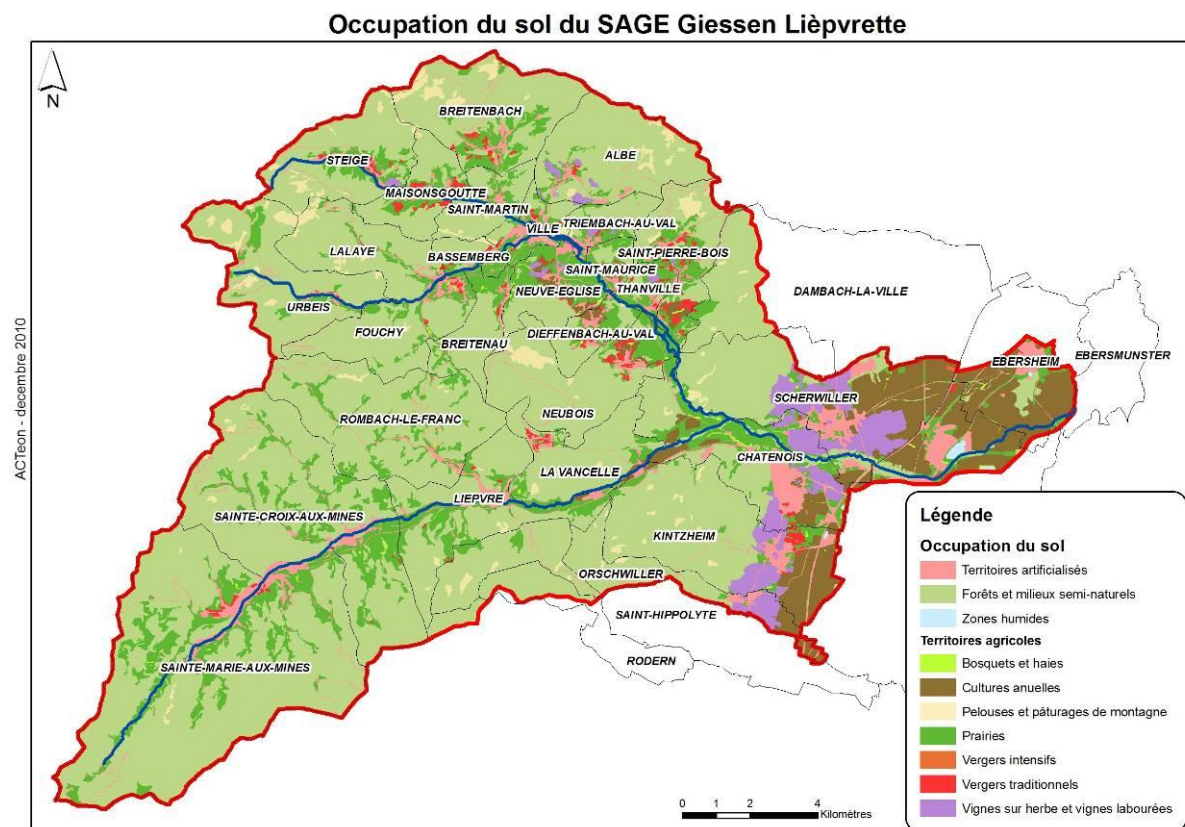 Occupation du sol du SAGE Giessen Lièpvrette
N
ACTeon - decembre 2010
BREITENBACH
ALBE
STEIGE
MAISONSGOUTTE
SAINT-MARTIN
TRIEMBACH-AU-VAL
VILLE
LALAYE
BASSEMBERG
SAINT-PIERRE-BOIS
SAINT-MAURICE
NEUVE-EGLISE
THANVILLE
DAMBACH-LA-VILLE
URBEIS
FOUCHY
BREITENAU
DIEFFENBACH-AU-VAL
EBERSHEIM
EBERSMUNSTER
SCHERWILLER
ROMBACH-LE-FRANC
NEUBOIS
CHATENOIS
LA VANCELLE
LIEPVRE
SAINTE-CROIX-AUX-MINES
KINTZHEIM
ORSCHWILLER
SAINT-HIPPOLYTE
RODERN
SAINTE-MARIE-AUX-MINES
Légende
Occupation du sol
Territoires artificialisés
Forêts et milieux semi-naturels
Zones humides
Territoires agricoles
Bosquets et haies
Cultures anuelles
Pelouses et pâturages de montagne
Prairies
Vergers intensifs
Vergers traditionnels
Vignes sur herbe et vignes labourées
0 1 2 4
Kilomètres